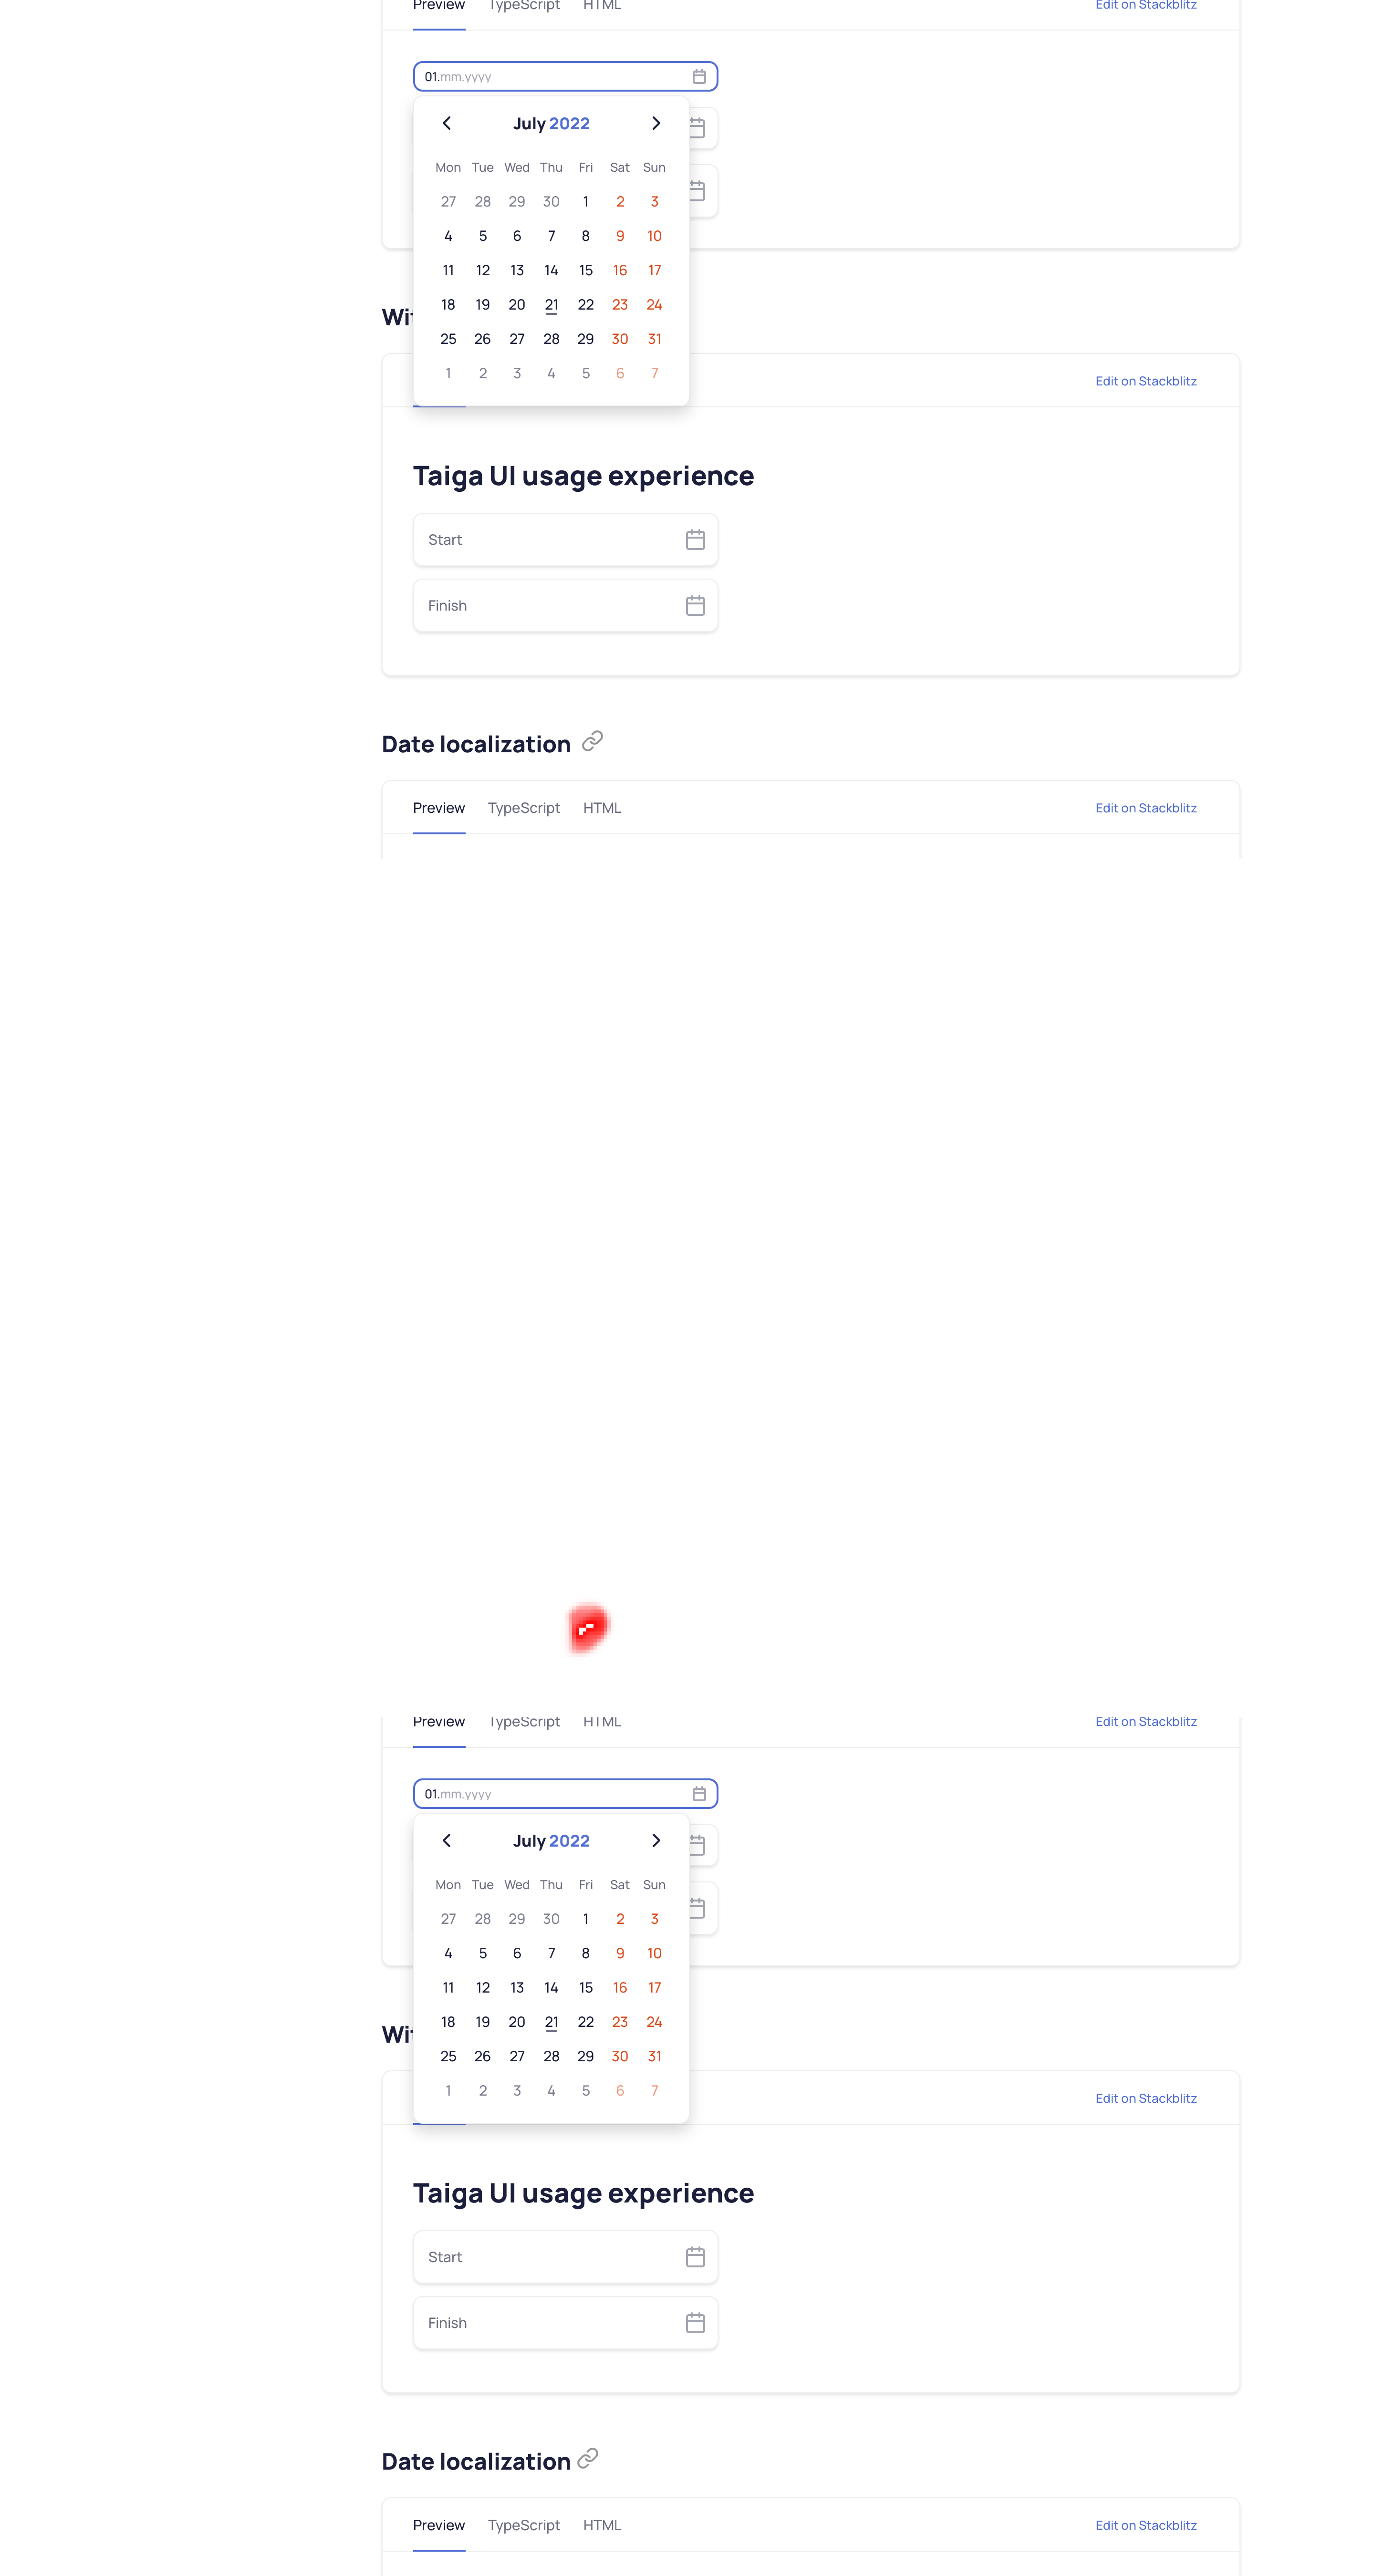 Preview TypeScript HTML Edit on Stackblitz
01.mm.yyyy
July 2022
Mon Tue Wed Thu Fri Sat Sun
27 28 29 30 1 2 3
4 5 6 7 8 9 10
11 12 13 14 15 16 17
18 19 20 21 22 23 24
25 26 27 28 29 30 31
1 2 3 4 5 6 7
Edit on Stackblitz
Taiga UI usage experience
Start
Finish
Date localization
Preview TypeScript HTML Edit on Stackblitz
Preview TypeScript HTML Edit on Stackblitz
01.mm.yyyy
July 2022
Mon Tue Wed Thu Fri Sat Sun
27 28 29 30 1 2 3
4 5 6 7 8 9 10
11 12 13 14 15 16 17
18 19 20 21 22 23 24
25 26 27 28 29 30 31
1 2 3 4 5 6 7
Edit on Stackblitz
Taiga UI usage experience
Start
Finish
Date localization
Preview TypeScript HTML Edit on Stackblitz